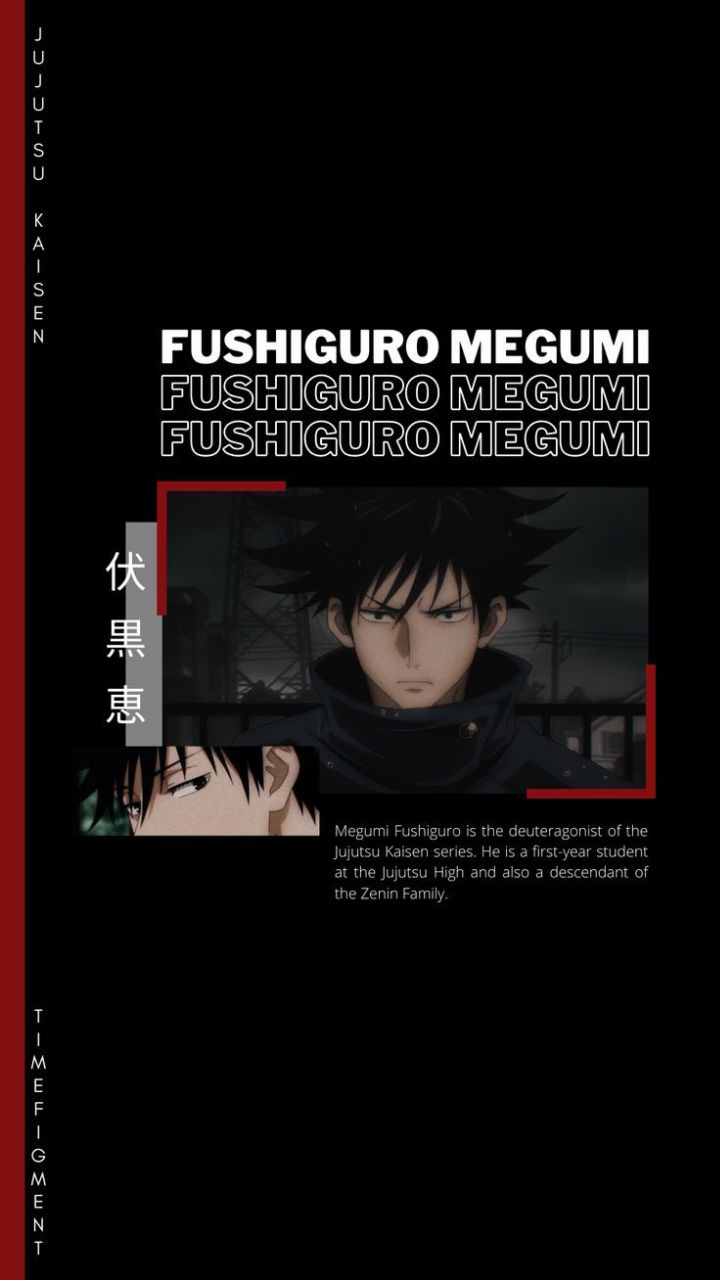 JUJUTSU KAISEN
FUSHIGURO MEGUMI
FUSHIGURO MEGUMI
FUSHIGURO MEGUMI
伏黒恵
Megumi Fushiguro is the deuteragonist of the
Jujutsu Kaisen series. He is a first-year student
at the Jujutsu High and also a descendant of
the Zenin Family.
TIMEFIGMENT